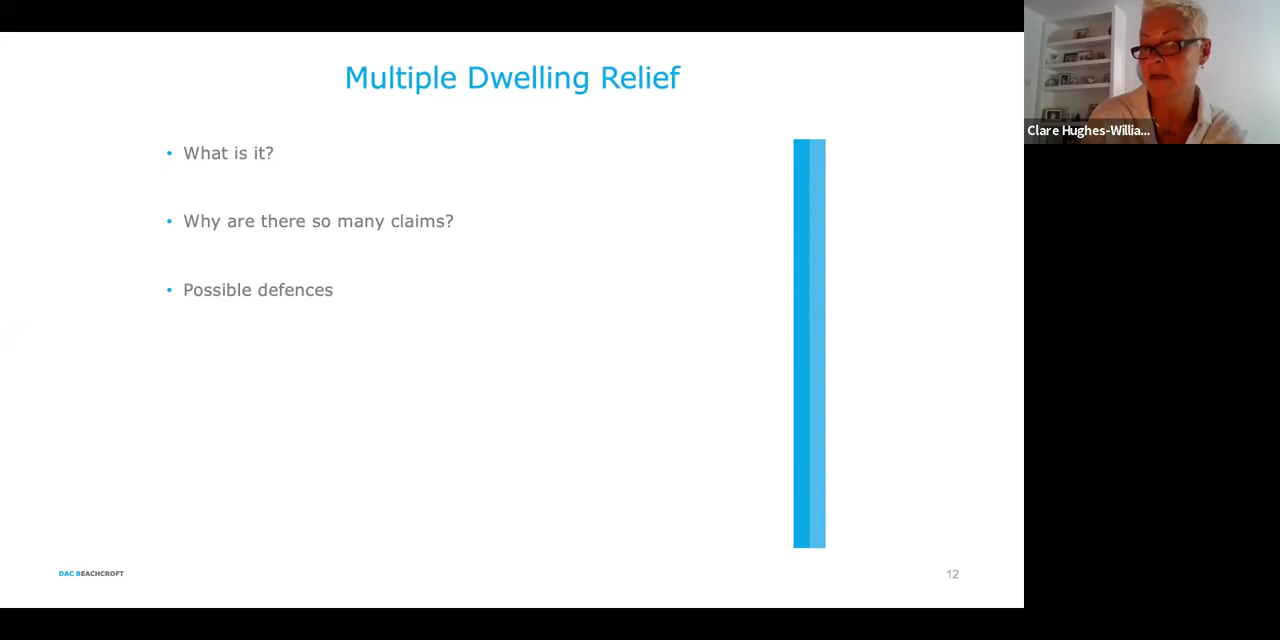 Multiple Dwelling Relief
• What is it?
• Why are there so many claims?
• Possible defences
DAC BEACHCROFT
12
Clare Hughes-Willia...